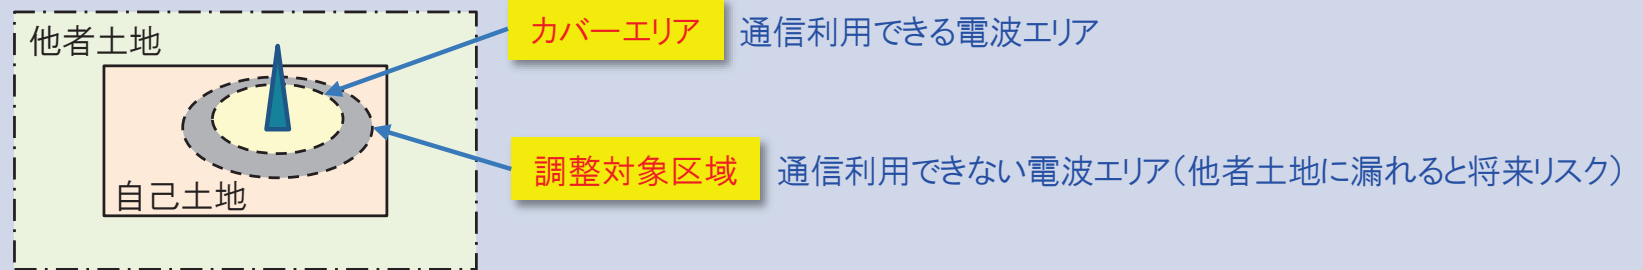 他者土地
カバーエリア 通信利用できる電波エリア
調整対象区域 通信利用できない電波エリア（他者土地に漏れると将来リスク）
自己土地